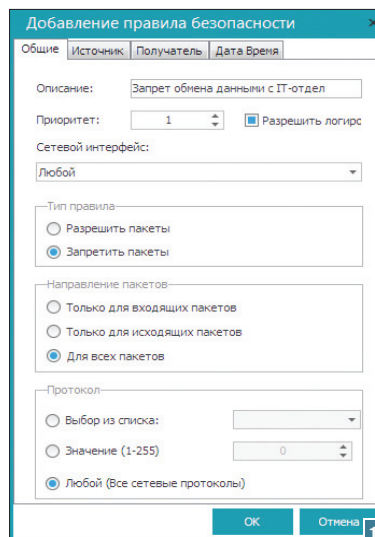 Добавление правила безопасности
Общие Источник Получатель Дата Время
Описание: Запрет обмена данными с IT-отдел
Приоритет: 1 Разрешить логирс
Сетевой интерфейс:
Любой
Тип правила
Разрешить пакеты
Запретить пакеты
Направление пакетов
Только для входящих пакетов
Только для исходящих пакетов
Для всех пакетов
Протокол
Выбор из списка:
Значение (1-255) 0
Любой (Все сетевые протоколы)
OK Отмена
1